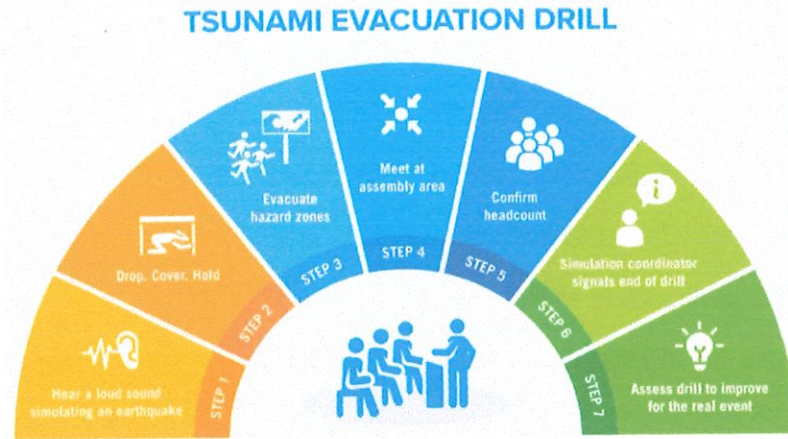 TSUNAMI EVACUATION DRILL
Hear a loud sound
simulating an earthquake
STEP 1
Drop. Cover. Hold
STEP 2
Evacuate
hazard zones
STEP 3
Meet at
assembly area
STEP 4
Confirm
headcount
STEP 5
Simulation coordinator
signals end of drill
STEP 6
Assess drill to improve
for the real event
STEP 7